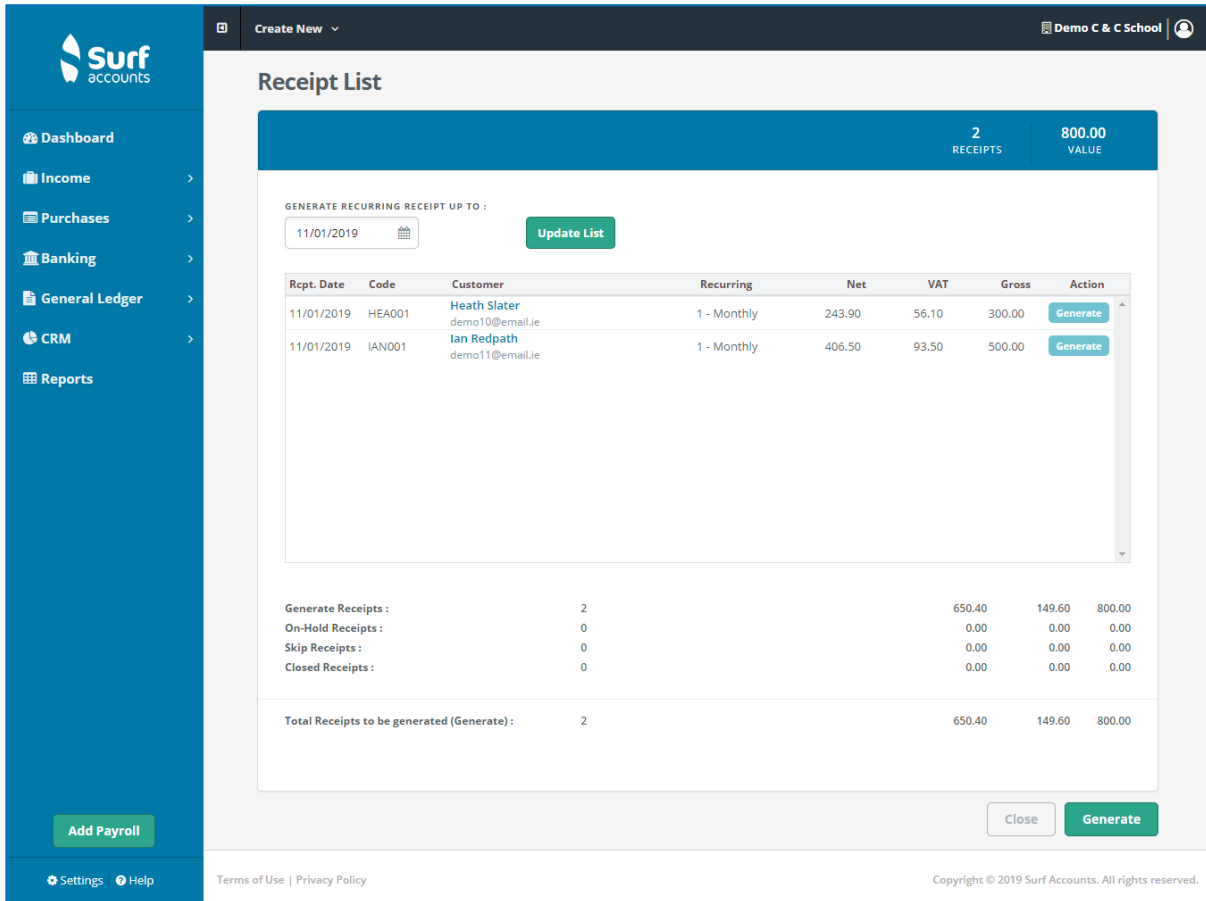 Surf
accounts
Create New
Demo C & C School
Receipt List
Dashboard
Income
Purchases
Banking
General Ledger
CRM
Reports
2 800.00
RECEIPTS VALUE
GENERATE RECURRING RECEIPT UP TO :
11/01/2019 Update List
Rcpt. Date Code Customer Recurring Net VAT Gross Action
Heath Slater
11/01/2019 HEA001 1 - Monthly 243.90 56.10 300.00 Generate
demo10@email.ie
Ian Redpath
11/01/2019 IAN001 1 - Monthly 406.50 93.50 500.00 Generate
demo11@email.ie
Generate Receipts : 2 650.40 149.60 800.00
On-Hold Receipts : 0 0.00 0.00 0.00
Skip Receipts : 0 0.00 0.00 0.00
Closed Receipts : 0 0.00 0.00 0.00
Total Receipts to be generated (Generate) : 2 650.40 149.60 800.00
Close Generate
Add Payroll
Settings Help
Terms of Use | Privacy Policy
Copyright © 2019 Surf Accounts. All rights reserved.